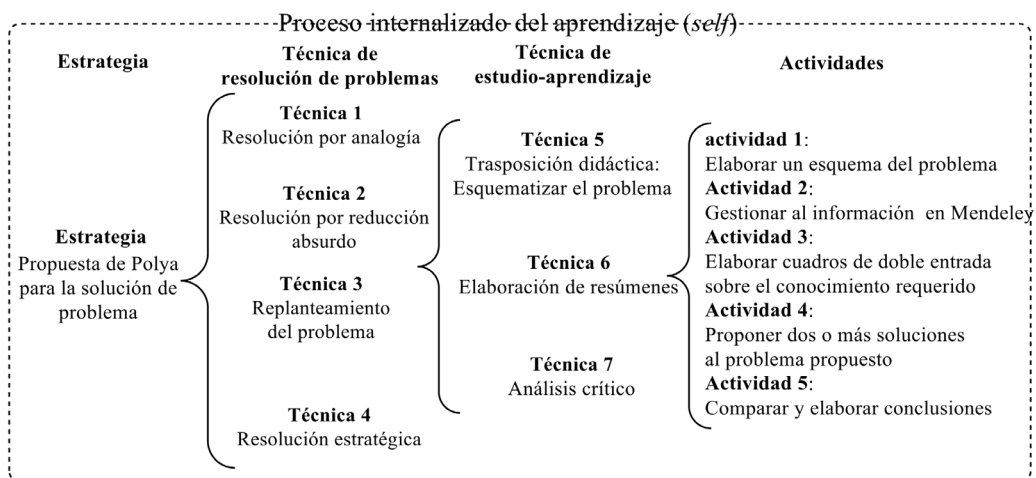 Proceso internalizado del aprendizaje (self)
Estrategia
Técnica de
resolución de problemas
Técnica de
estudio-aprendizaje
Actividades
Estrategia
Propuesta de Polya
para la solución de
problema
Técnica 1
Resolución por analogía
Técnica 2
Resolución por reducción
absurdo
Técnica 3
Replanteamiento
del problema
Técnica 4
Resolución estratégica
Técnica 5
Trasposición didáctica:
Esquematizar el problema
Técnica 6
Elaboración de resúmenes
Técnica 7
Análisis crítico
actividad 1:
Elaborar un esquema del problema
Actividad 2:
Gestionar al información en Mendeley
Actividad 3:
Elaborar cuadros de doble entrada
sobre el conocimiento requerido
Actividad 4:
Proponer dos o más soluciones
al problema propuesto
Actividad 5:
Comparar y elaborar conclusiones